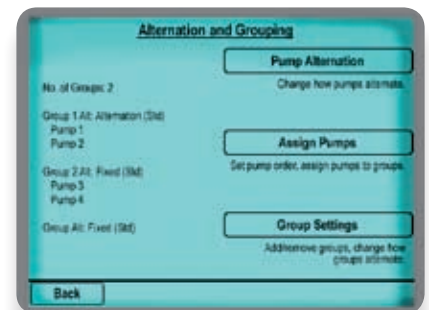 Alternation and Grouping
No. of Groups: 2
Group 1 Alt: Alternation (Std)
Pump 1
Pump 2
Group 2 Alt: Fixed (Std)
Pump 3
Pump 4
Group Alt: Fixed (Std)
Pump Alternation
Change how pumps alternate.
Assign Pumps
Set pump order, assign pumps to groups.
Group Settings
Add/remove groups, change how
groups alternate.
Back